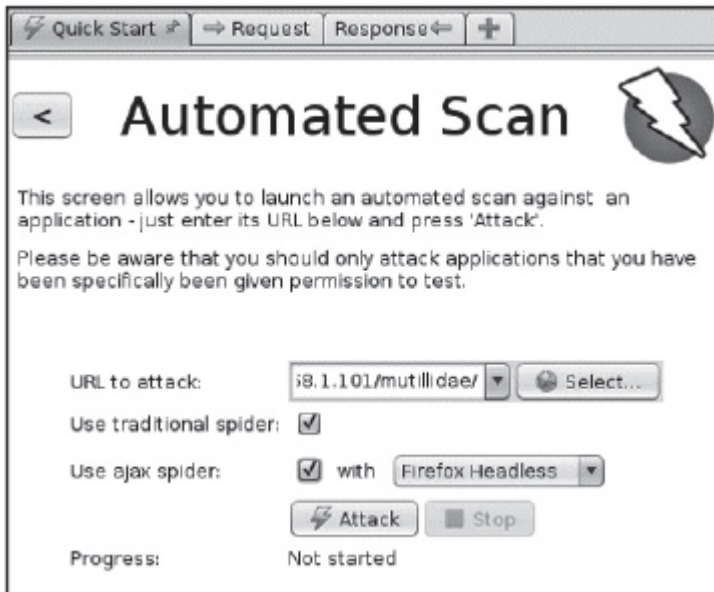 Quick Start
Request
Response
<
Automated Scan
This screen allows you to launch an automated scan against an
application - just enter its URL below and press 'Attack'.
Please be aware that you should only attack applications that you have
been specifically been given permission to test.
URL to attack: 58.1.101/mutillidae/ Select...
Use traditional spider:
Use ajax spider: with Firefox Headless
Attack Stop
Progress: Not started